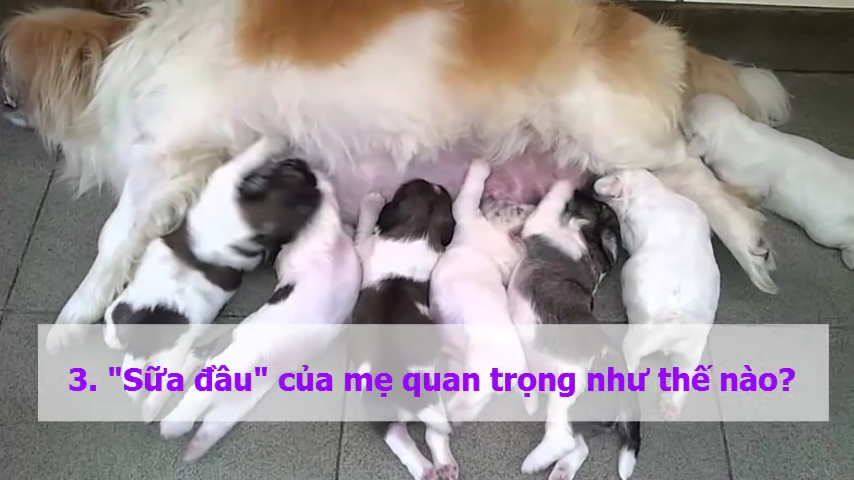 3. "Sữa đầu" của mẹ quan trọng như thế nào?